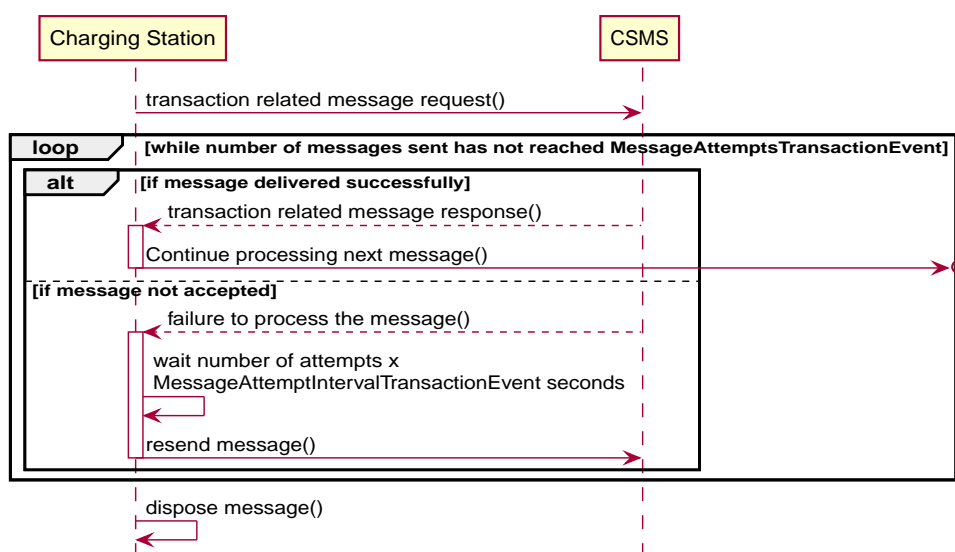 Charging Station
CSMS
transaction related message request()
loop
[while number of messages sent has not reached MessageAttemptsTransactionEvent]
alt
[if message delivered successfully]
transaction related message response()
Continue processing next message()
[if message not accepted]
failure to process the message()
wait number of attempts x
MessageAttemptIntervalTransactionEvent seconds
resend message()
dispose message()